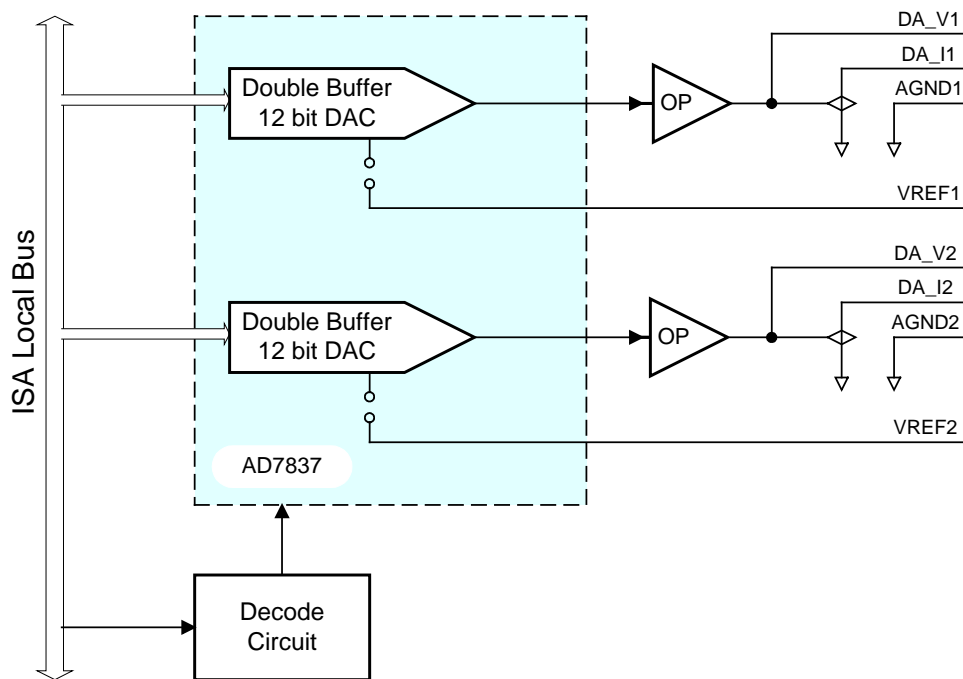 DA_V1
DA_I1
AGND1
Double Buffer
12 bit DAC
OP
VREF1
DA_V2
DA_I2
AGND2
Double Buffer
12 bit DAC
OP
VREF2
AD7837
ISA Local Bus
Decode
Circuit